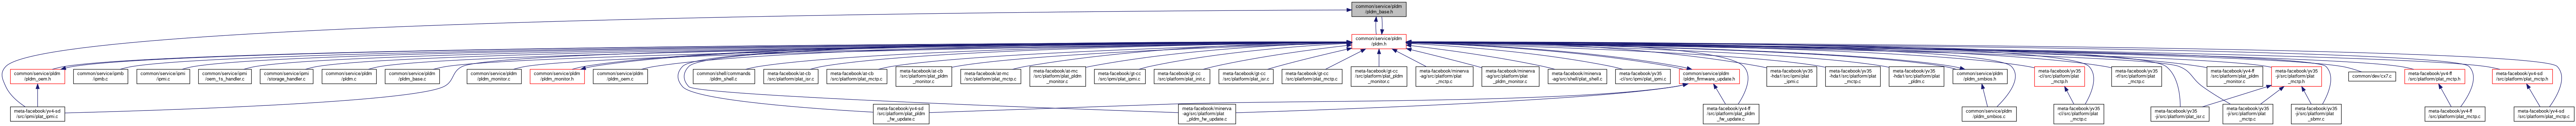 common/service/pldm
/pldm_base.h
common/service/pldm
/pldm.h
common/service/pldm
/pldm_oem.h
common/service/ipmb
/ipmb.c
common/service/ipmi
/ipmi.c
common/service/ipmi
/oem_1s_handler.c
common/service/ipmi
/storage_handler.c
common/service/pldm
/pldm.c
common/service/pldm
/pldm_base.c
common/service/pldm
/pldm_monitor.c
common/service/pldm
/pldm_monitor.h
common/service/pldm
/pldm_oem.c
common/shell/commands
/pldm_shell.c
meta-facebook/at-cb
/src/platform/plat_isr.c
meta-facebook/at-cb
/src/platform/plat_mctp.c
meta-facebook/at-cb
/src/platform/plat_pldm
_monitor.c
meta-facebook/at-mc
/src/platform/plat_mctp.c
meta-facebook/at-mc
/src/platform/plat_pldm
_monitor.c
meta-facebook/gt-cc
/src/ipmi/plat_ipmi.c
meta-facebook/gt-cc
/src/platform/plat_init.c
meta-facebook/gt-cc
/src/platform/plat_isr.c
meta-facebook/gt-cc
/src/platform/plat_mctp.c
meta-facebook/gt-cc
/src/platform/plat_pldm
_monitor.c
meta-facebook/minerva
-ag/src/platform/plat
_mctp.c
meta-facebook/minerva
-ag/src/platform/plat
_pldm_monitor.c
meta-facebook/minerva
-ag/src/shell/plat_shell.c
meta-facebook/yv35
-cl/src/ipmi/plat_ipmi.c
common/service/pldm
/pldm_firmware_update.h
meta-facebook/yv35
-hda1/src/ipmi/plat
_ipmi.c
meta-facebook/yv35
-hda1/src/platform/plat
_mctp.c
meta-facebook/yv35
-hda1/src/platform/plat
_pldm.c
common/service/pldm
/pldm_smbios.h
meta-facebook/yv35
-cl/src/platform/plat
_mctp.h
meta-facebook/yv35
-rf/src/platform/plat
_mctp.c
meta-facebook/yv4-ff
/src/platform/plat_pldm
_monitor.c
meta-facebook/yv35
-jl/src/platform/plat
_mctp.h
common/dev/cx7.c
meta-facebook/yv4-ff
/src/platform/plat_mctp.h
meta-facebook/yv4-sd
/src/platform/plat_mctp.h
meta-facebook/yv4-sd
/src/ipmi/plat_ipmi.c
meta-facebook/yv4-sd
/src/platform/plat_pldm
_fw_update.c
meta-facebook/minerva
-ag/src/platform/plat
_pldm_fw_update.c
meta-facebook/yv4-ff
/src/platform/plat_pldm
_fw_update.c
common/service/pldm
/pldm_smbios.c
meta-facebook/yv35
-cl/src/platform/plat
_mctp.c
meta-facebook/yv35
-jl/src/platform/plat_isr.c
meta-facebook/yv35
-jl/src/platform/plat
_mctp.c
meta-facebook/yv35
-jl/src/platform/plat
_sbmr.c
meta-facebook/yv4-ff
/src/platform/plat_mctp.c
meta-facebook/yv4-sd
/src/platform/plat_mctp.c